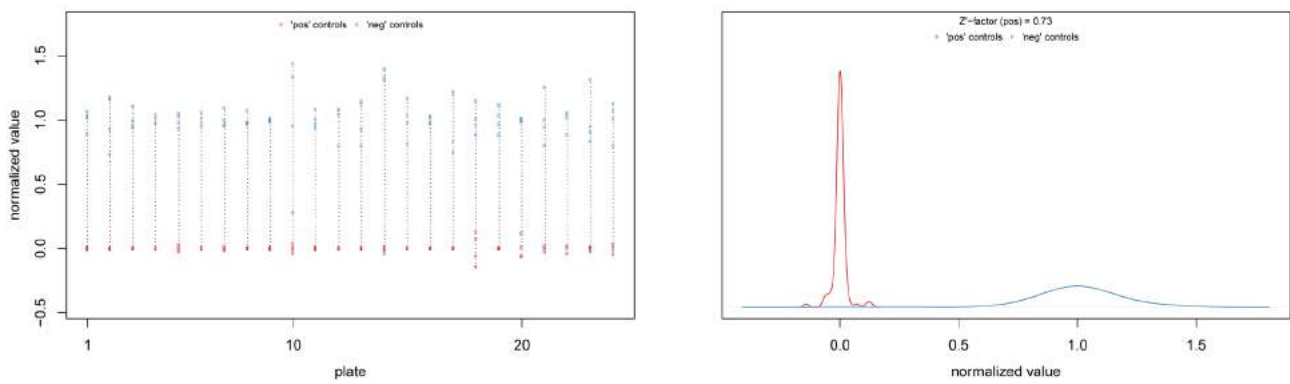 'pos' controls 'neg' controls
1.5
1.0
0.5
0.0
−0.5
normalized value
1 10 20
plate
Z'−factor (pos) = 0.73
'pos' controls 'neg' controls
0.0 0.5 1.0 1.5
normalized value